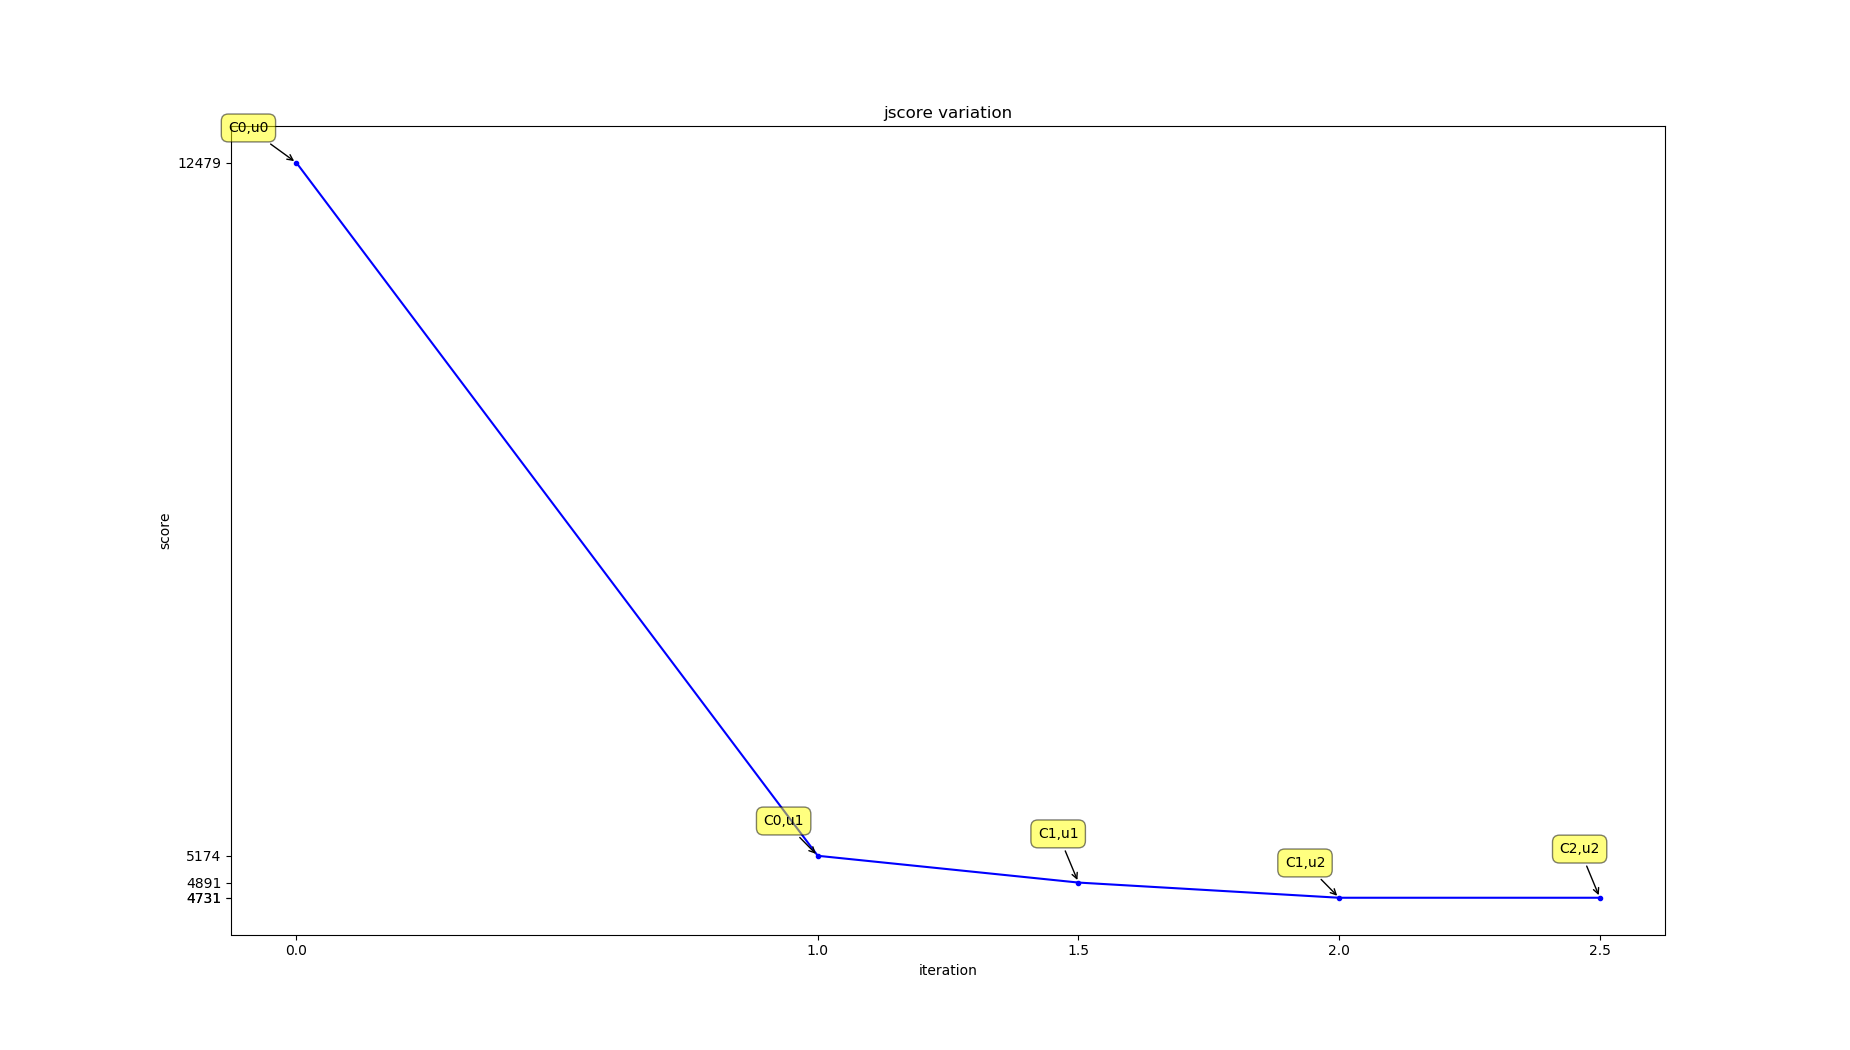 jscore variation
C0,u0
12479
score
C0,u1
C1,u1
C1,u2
C2,u2
5174
4891
4731
0.0 1.0 1.5 2.0 2.5
iteration